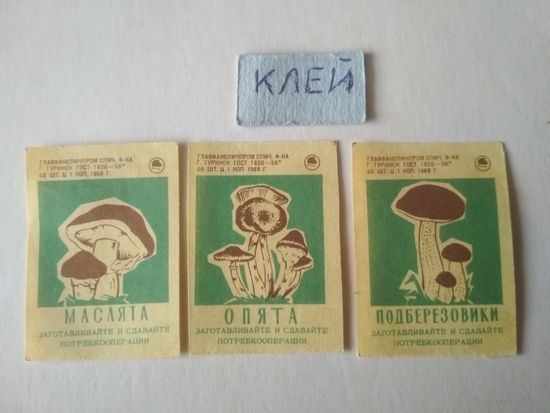 КЛЕЙ
ГЛАВФАНСПИЧПРОМ СПИЧ. Ф-КА
Г. ТУРИНСК ГОСТ 1820—56*
60 ШТ. Ц. 1 КОП. 1968 Г.
МАСЛЯТА
ЗАГОТАВЛИВАЙТЕ И СДАВАЙТЕ
ПОТРЕБКООПЕРАЦИИ
ГЛАВФАНСПИЧПРОМ СПИЧ. Ф-КА
Г. ТУРИНСК ГОСТ 1820—56*
60 ШТ. Ц. 1 КОП. 1968 Г.
ОПЯТА
ЗАГОТАВЛИВАЙТЕ И СДАВАЙТЕ
ПОТРЕБКООПЕРАЦИИ
ГЛАВФАНСПИЧПРОМ СПИЧ. Ф-КА
Г. ТУРИНСК ГОСТ 1820—56*
60 ШТ. Ц. 1 КОП. 1968 Г.
ПОДБЕРЕЗОВИКИ
ЗАГОТАВЛИВАЙТЕ И СДАВАЙТЕ
ПОТРЕБКООПЕРАЦИИ